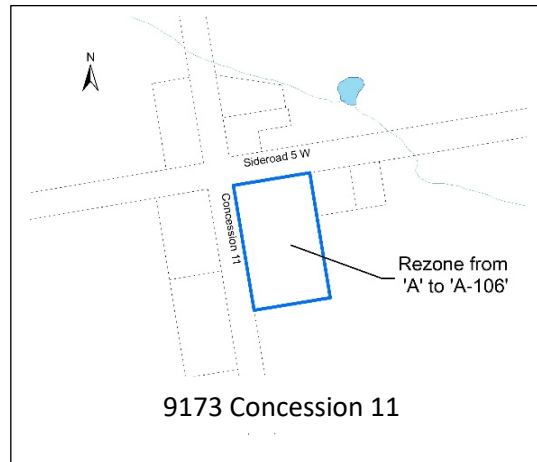 N
Sideroad 5 W
Concession 11
Rezone from
'A' to 'A-106'
9173 Concession 11